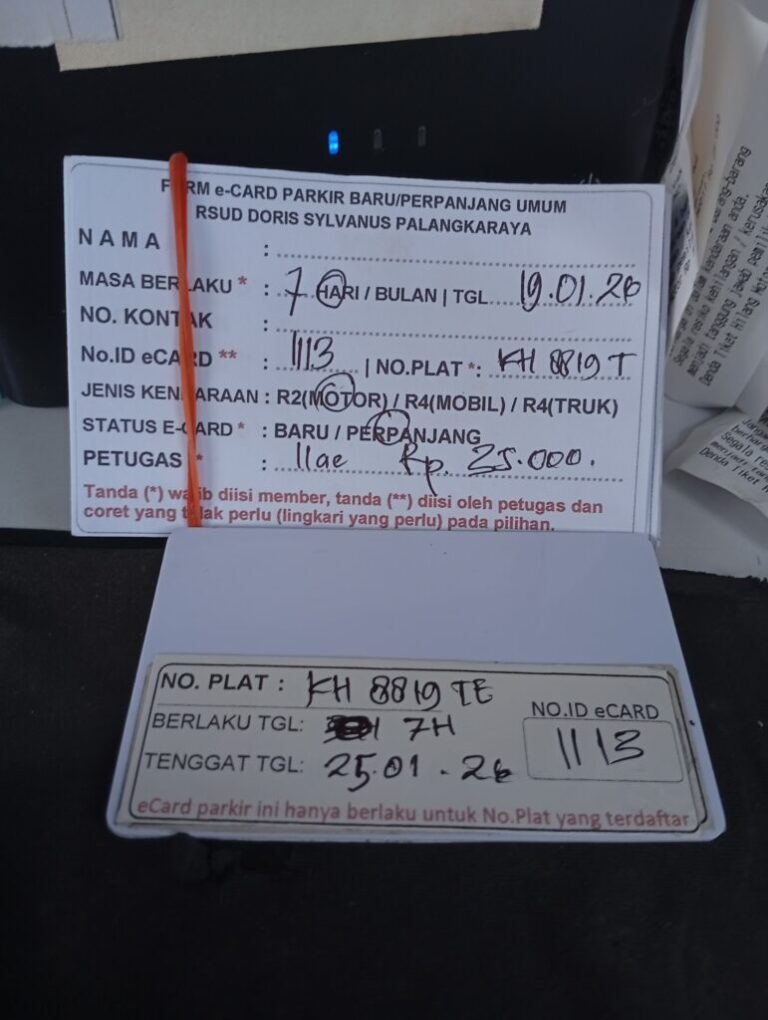 FORM e-CARD PARKIR BARU/PERPANJANG UMUM
RSUD DORIS SYLVANUS PALANGKARAYA
NAMA :
MASA BERLAKU * : 7 HARI / BULAN | TGL 19.01.26
NO. KONTAK :
No.ID eCARD ** : 1113 | NO.PLAT *: KH 8819 T
JENIS KENDARAAN : R2(MOTOR) / R4(MOBIL) / R4(TRUK)
STATUS E-CARD * : BARU / PERPANJANG
PETUGAS * : Rp. 25.000.
Tanda (*) wajib diisi member, tanda (**) diisi oleh petugas dan
coret yang tidak perlu (lingkari yang perlu) pada pilihan.
NO. PLAT : KH 8819 TE
BERLAKU TGL: 7H
TENGGAT TGL: 25.01.26
NO.ID eCARD
1113
eCard parkir ini hanya berlaku untuk No.Plat yang terdaftar